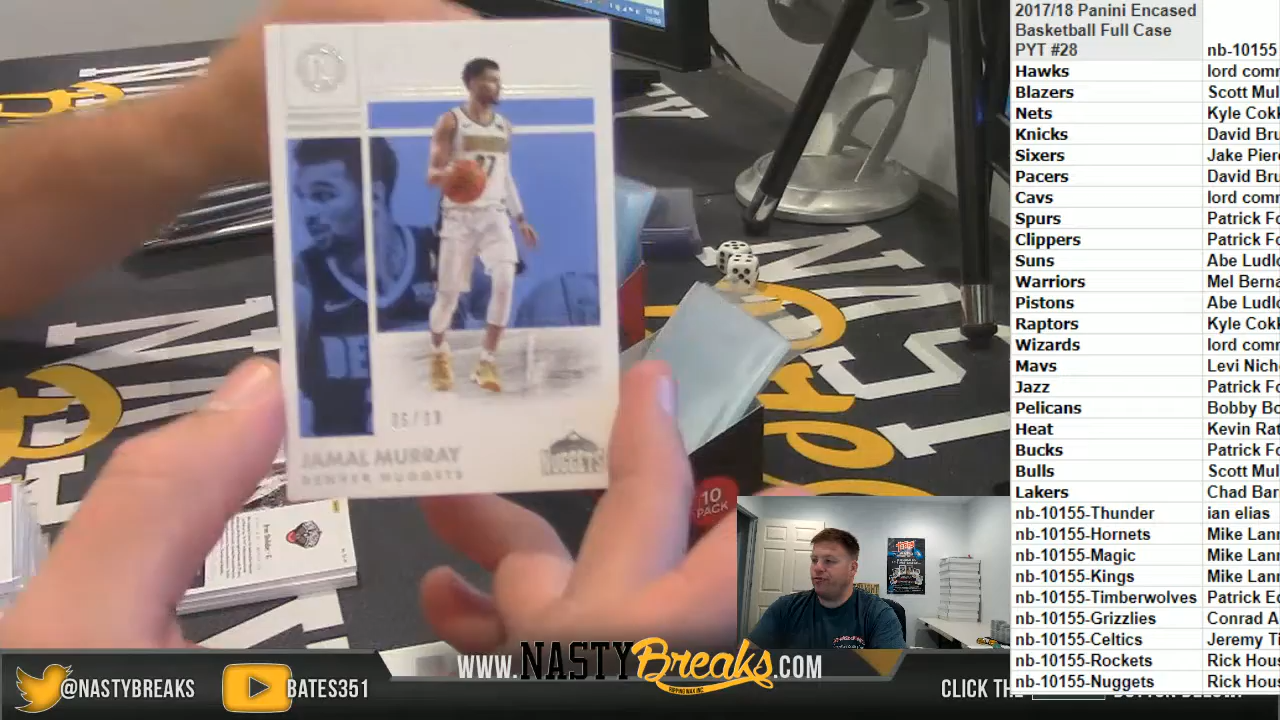 2017/18 Panini Encased
Basketball Full Case
PYT #28 nb-10155
Hawks lord comm
Blazers Scott Mul
Nets Kyle Cok
Knicks David Bru
Sixers Jake Pier
Pacers David Bru
Cavs lord comm
Spurs Patrick Fo
Clippers Patrick Fo
Suns Abe Ludlo
Warriors Mel Berna
Pistons Abe Ludlo
Raptors Kyle Cok
Wizards lord comm
Mavs Levi Nich
Jazz Patrick Fo
Pelicans Bobby Bo
Heat Kevin Rat
Bucks Patrick Fo
Bulls Scott Mul
Lakers Chad Bar
nb-10155-Thunder ian elias
nb-10155-Hornets Mike Lan
nb-10155-Magic Mike Lan
nb-10155-Kings Mike Lan
nb-10155-Timberwolves Patrick Ed
nb-10155-Grizzlies Conrad A
nb-10155-Celtics Jeremy Ti
nb-10155-Rockets Rick Hous
nb-10155-Nuggets Rick Hous
27
DE
JAMAL MURRAY
DENVER NUGGETS
NUGGETS
10
PACK
WWW.NASTYBreaks.COM
@NASTYBREAKS
BATES351
CLICK THE